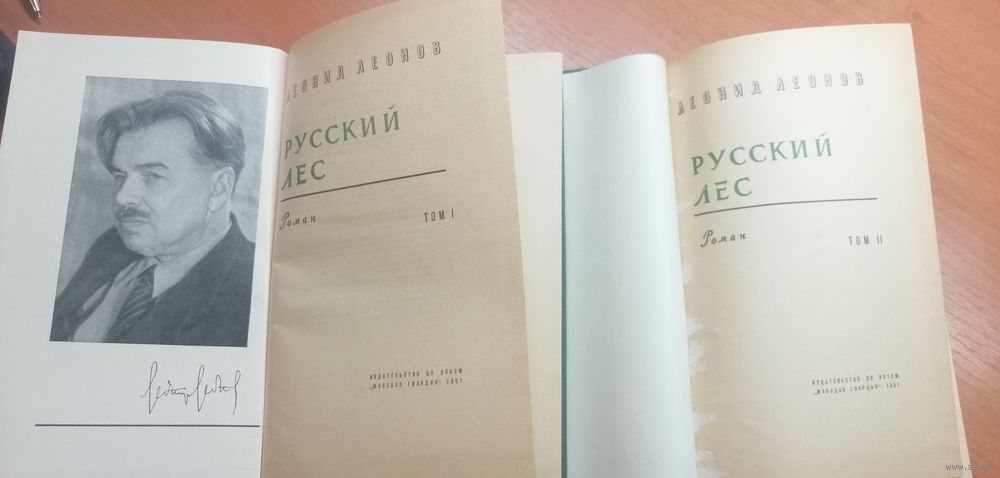 ЛЕОНИД ЛЕОНОВ
РУССКИЙ
ЛЕС
Роман
ТОМ I
ИЗДАТЕЛЬСТВО ЦК ВЛКСМ
„МОЛОДАЯ ГВАРДИЯ“ 1961
ЛЕОНИД ЛЕОНОВ
РУССКИЙ
ЛЕС
Роман
ТОМ II
ИЗДАТЕЛЬСТВО ЦК ВЛКСМ
„МОЛОДАЯ ГВАРДИЯ“ 1961